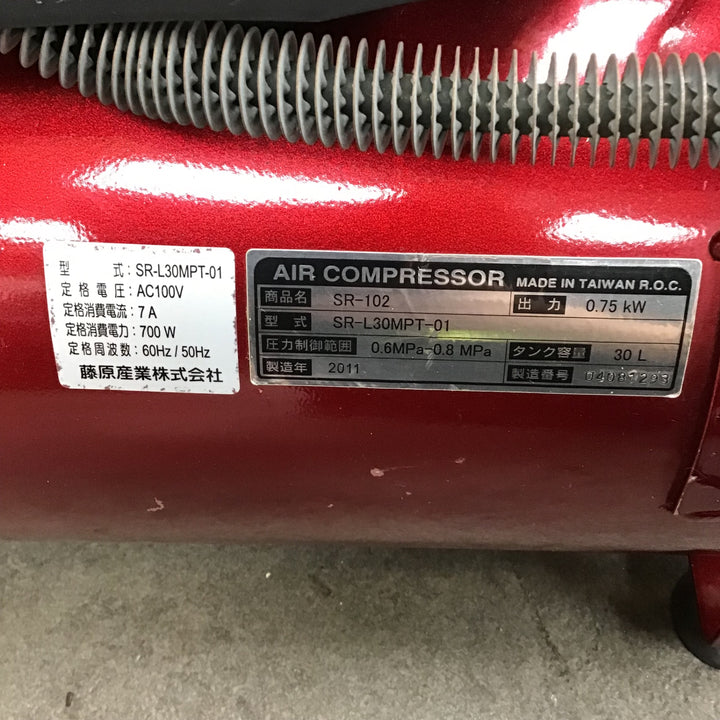 型 式：SR-L30MPT-01
定格電圧：AC100V
定格消費電流：7A
定格消費電力：700W
定格周波数：60Hz/50Hz
藤原産業株式会社
AIR COMPRESSOR MADE IN TAIWAN R.O.C.
商品名 SR-102 出力 0.75 kW
型式 SR-L30MPT-01
圧力制御範囲 0.6MPa-0.8 MPa タンク容量 30 L
製造年 2011 製造番号 04081293